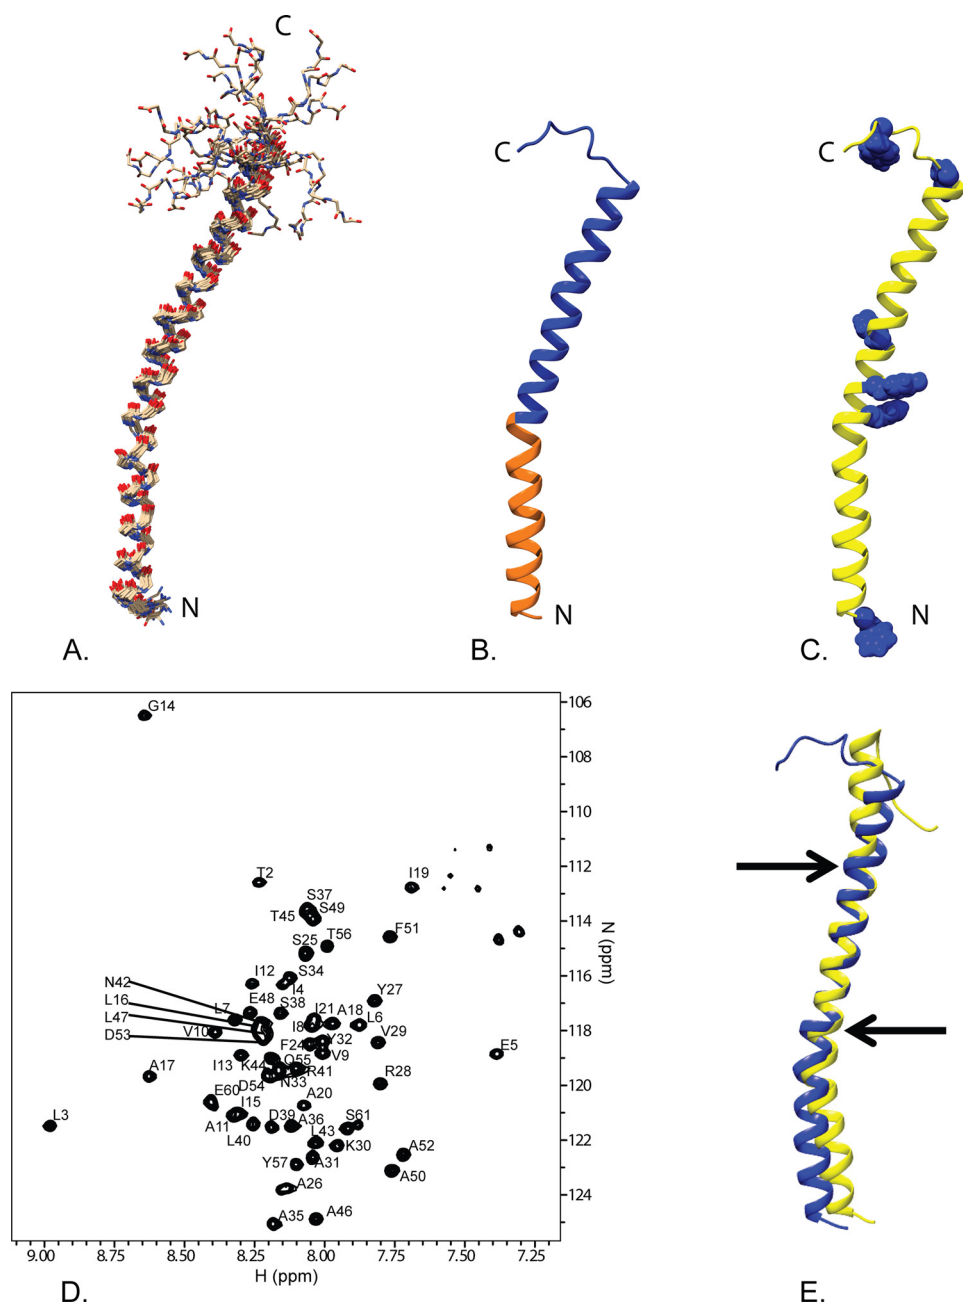 C
C
C
N
N
N
A.
B.
C.
G14
106
108
110
112
114
116
118
120
122
124
N (ppm)
T2
I19
S37
T45
S49
F51
S25
T56
I12
S34
I4
Y27
N42
L16
L47
D53
E48
S38
L7
I21
A18
L6
V10
I8
Y32
V29
F24
V9
E5
I13
K44
Q55
R41
A17
D54
N33
R28
E60
I15
A20
L3
A11
D39
A36
S61
L40
L43
K30
A52
Y57
A31
A50
A26
A35
A46
9.00
8.75
8.50
8.25
8.00
7.75
7.50
7.25
H (ppm)
D.
E.